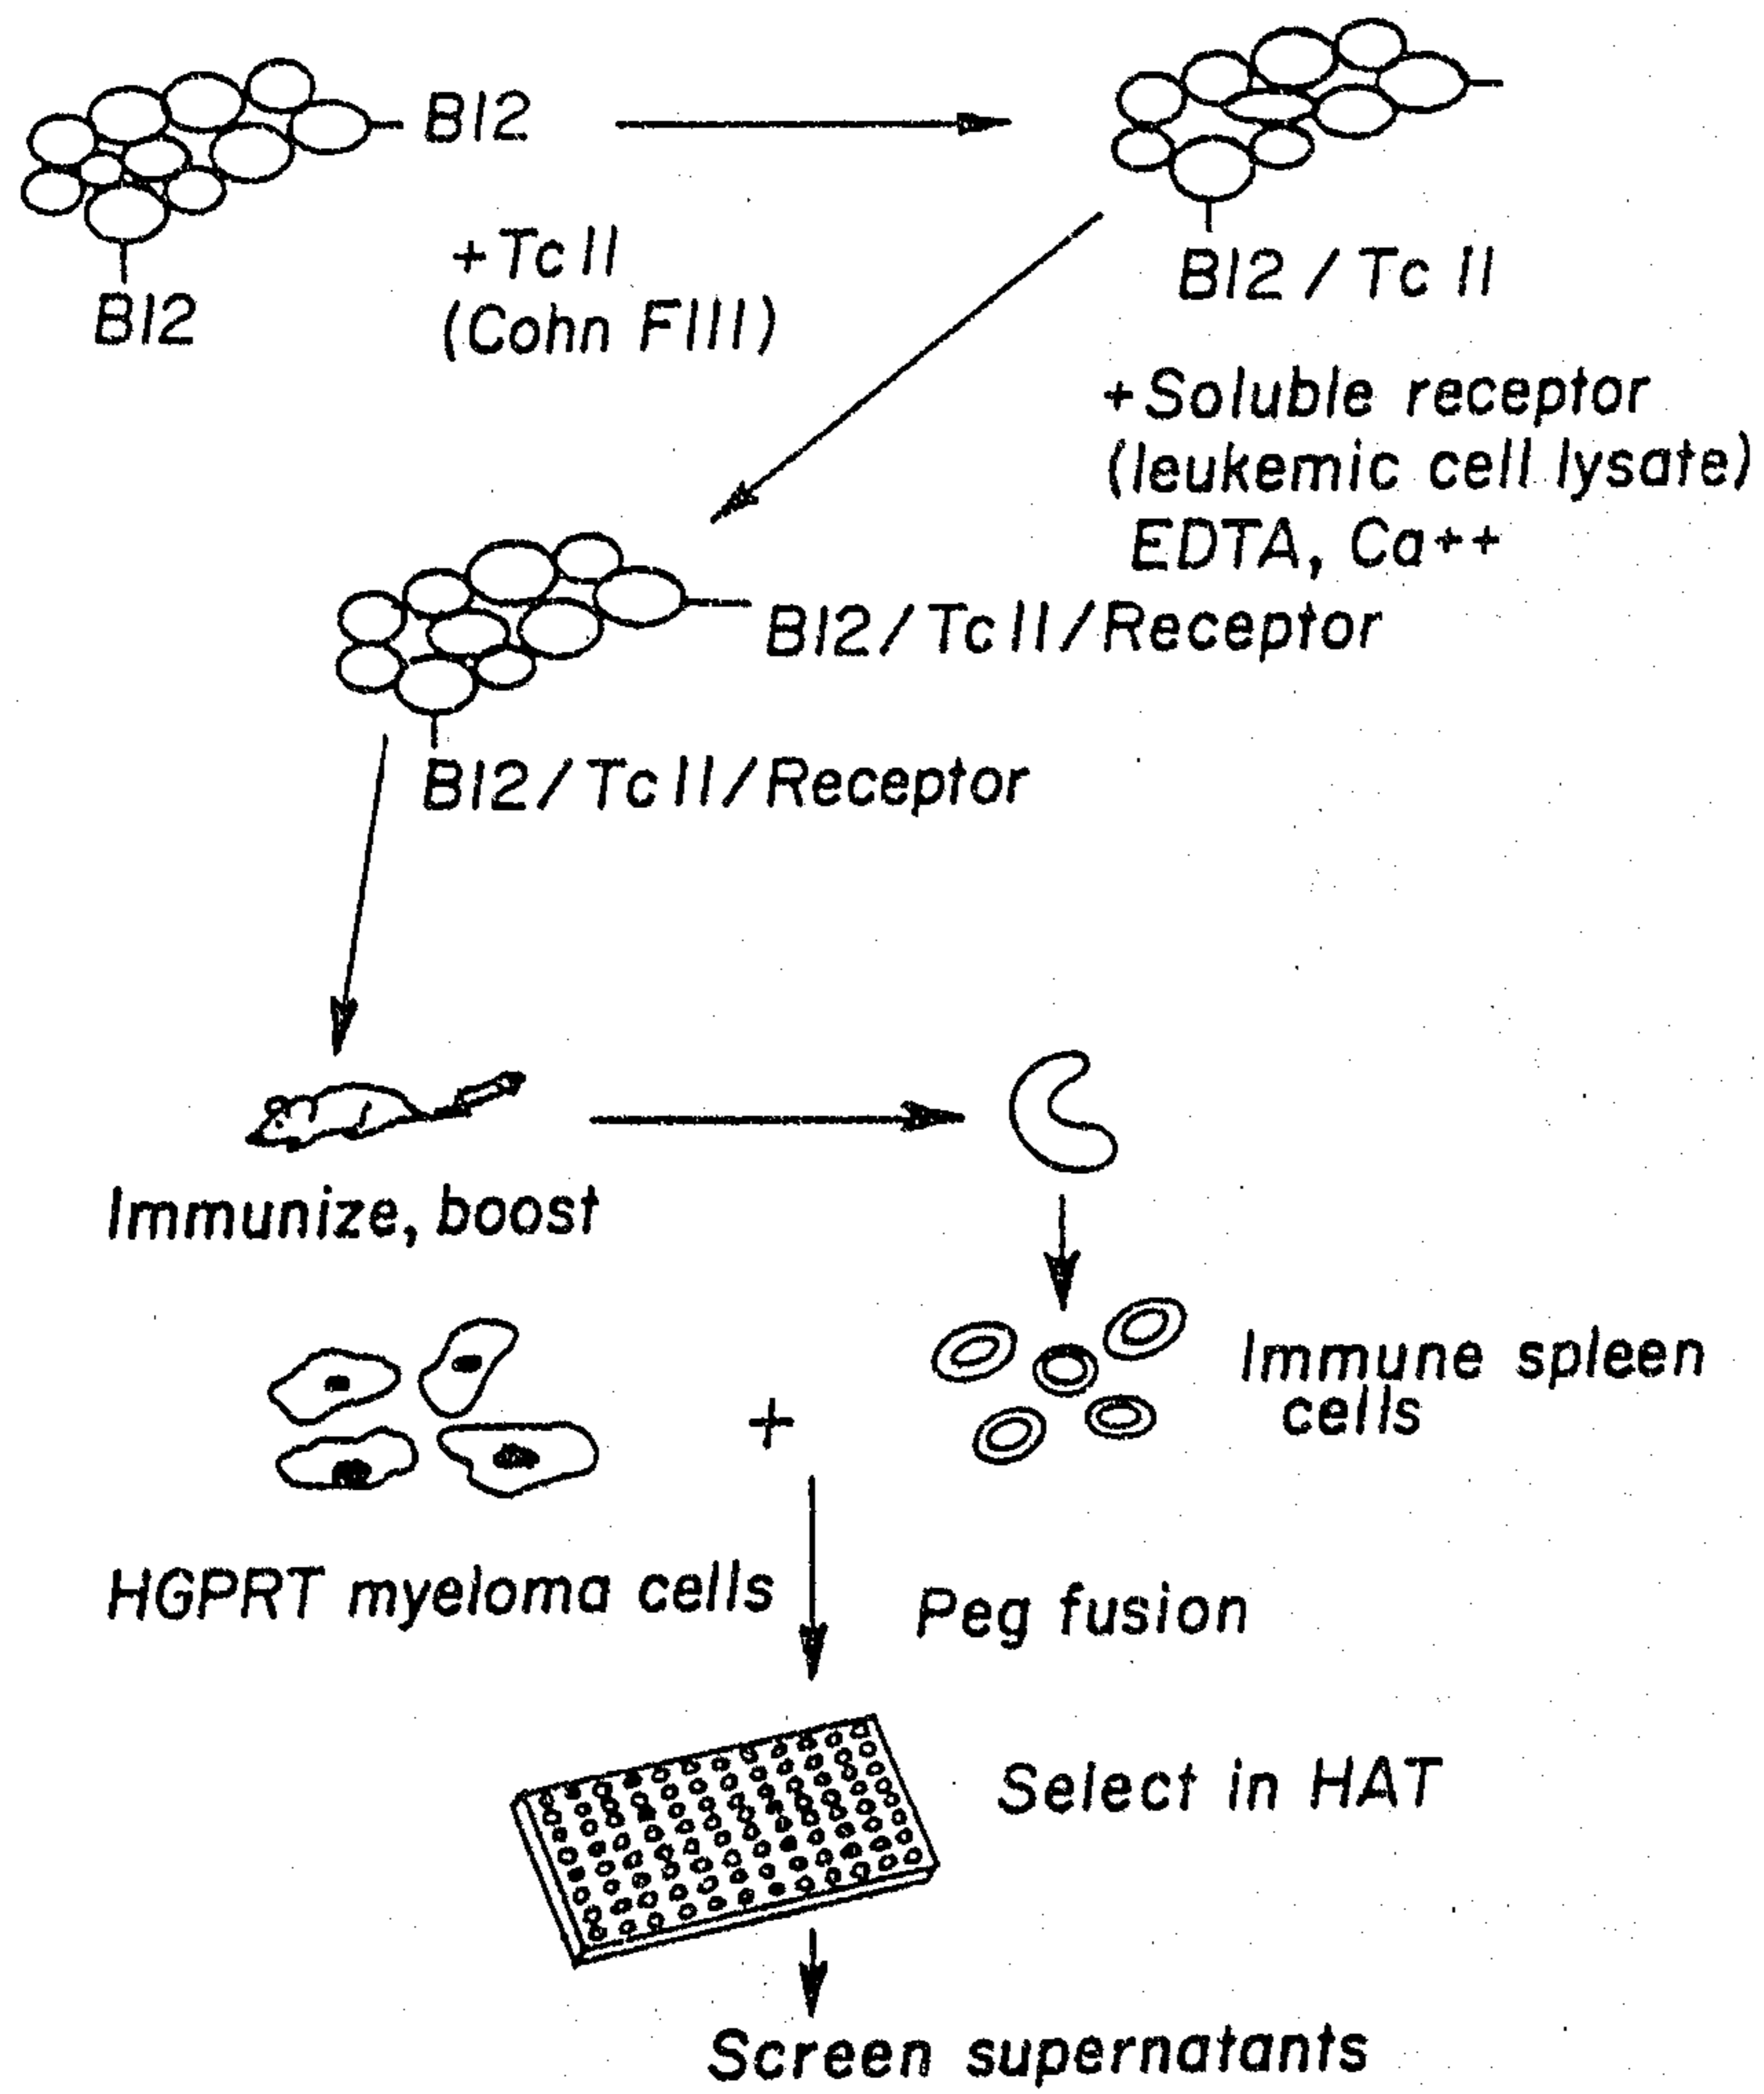 B12
B12
+TcII
(Cohn FIII)
B12/TcII
+Soluble receptor
(leukemic cell lysate)
EDTA, Ca++
B12/TcII/Receptor
B12/TcII/Receptor
Immunize, boost
Immune spleen
cells
HGPRT myeloma cells
Peg fusion
Select in HAT
Screen supernatants